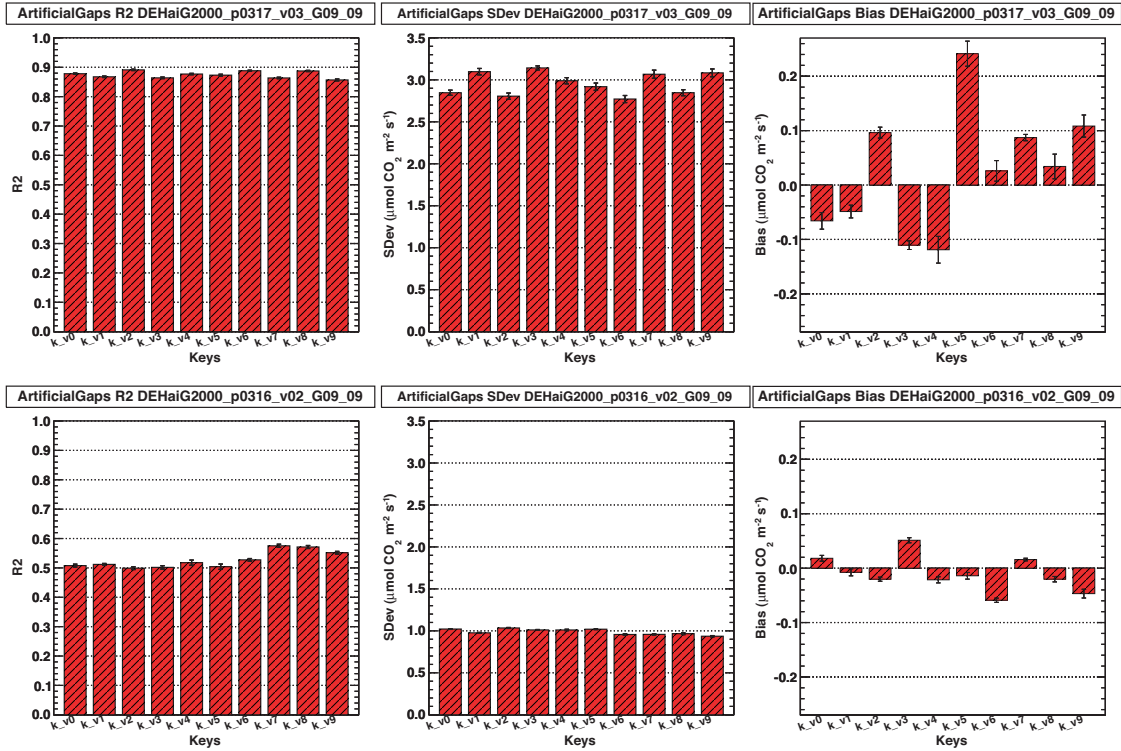 ArtificialGaps R2 DEHaiG2000_p0317_v03_G09_09
1.0
0.9
0.8
0.7
0.6
0.5
0.4
0.3
0.2
0.1
0.0
R2
k_v0 k_v1 k_v2 k_v3 k_v4 k_v5 k_v6 k_v7 k_v8 k_v9
Keys
ArtificialGaps SDev DEHaiG2000_p0317_v03_G09_09
3.5
3.0
2.5
2.0
1.5
1.0
0.5
0.0
SDev (μmol CO₂ m⁻² s⁻¹)
k_v0 k_v1 k_v2 k_v3 k_v4 k_v5 k_v6 k_v7 k_v8 k_v9
Keys
ArtificialGaps Bias DEHaiG2000_p0317_v03_G09_09
0.2
0.1
0.0
-0.1
-0.2
Bias (μmol CO₂ m⁻² s⁻¹)
k_v0 k_v1 k_v2 k_v3 k_v4 k_v5 k_v6 k_v7 k_v8 k_v9
Keys
ArtificialGaps R2 DEHaiG2000_p0316_v02_G09_09
1.0
0.9
0.8
0.7
0.6
0.5
0.4
0.3
0.2
0.1
0.0
R2
k_v0 k_v1 k_v2 k_v3 k_v4 k_v5 k_v6 k_v7 k_v8 k_v9
Keys
ArtificialGaps SDev DEHaiG2000_p0316_v02_G09_09
3.5
3.0
2.5
2.0
1.5
1.0
0.5
0.0
SDev (μmol CO₂ m⁻² s⁻¹)
k_v0 k_v1 k_v2 k_v3 k_v4 k_v5 k_v6 k_v7 k_v8 k_v9
Keys
ArtificialGaps Bias DEHaiG2000_p0316_v02_G09_09
0.2
0.1
0.0
-0.1
-0.2
Bias (μmol CO₂ m⁻² s⁻¹)
k_v0 k_v1 k_v2 k_v3 k_v4 k_v5 k_v6 k_v7 k_v8 k_v9
Keys